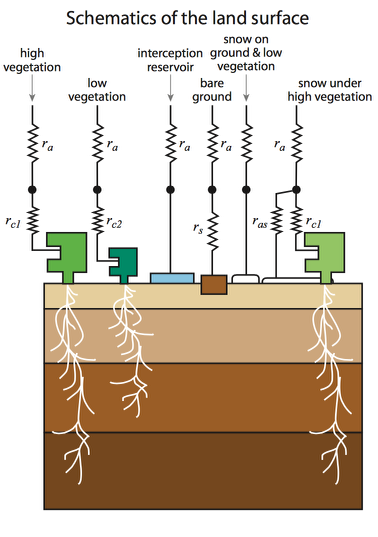 Schematics of the land surface
high
vegetation
low
vegetation
interception
reservoir
bare
ground
snow on
ground & low
vegetation
snow under
high vegetation
ra
ra
ra
ra
ra
rc1
rc2
rs
ras
rc1